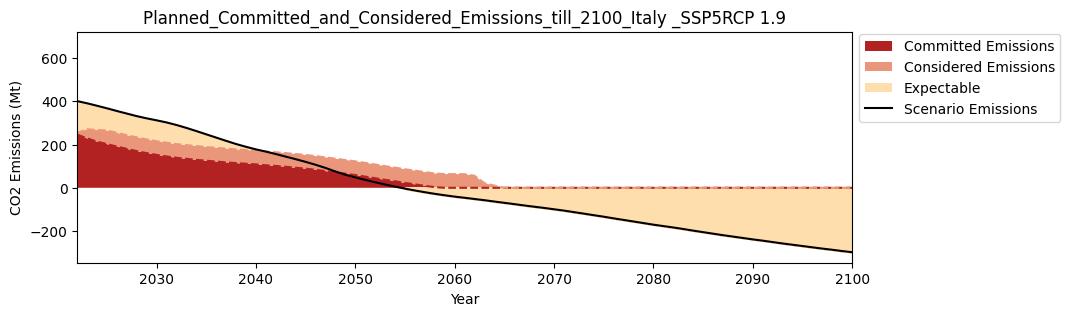 Planned_Committed_and_Considered_Emissions_till_2100_Italy _SSP5RCP 1.9
Committed Emissions
Considered Emissions
Expectable
Scenario Emissions
CO2 Emissions (Mt)
600
400
200
0
−200
2030 2040 2050 2060 2070 2080 2090 2100
Year